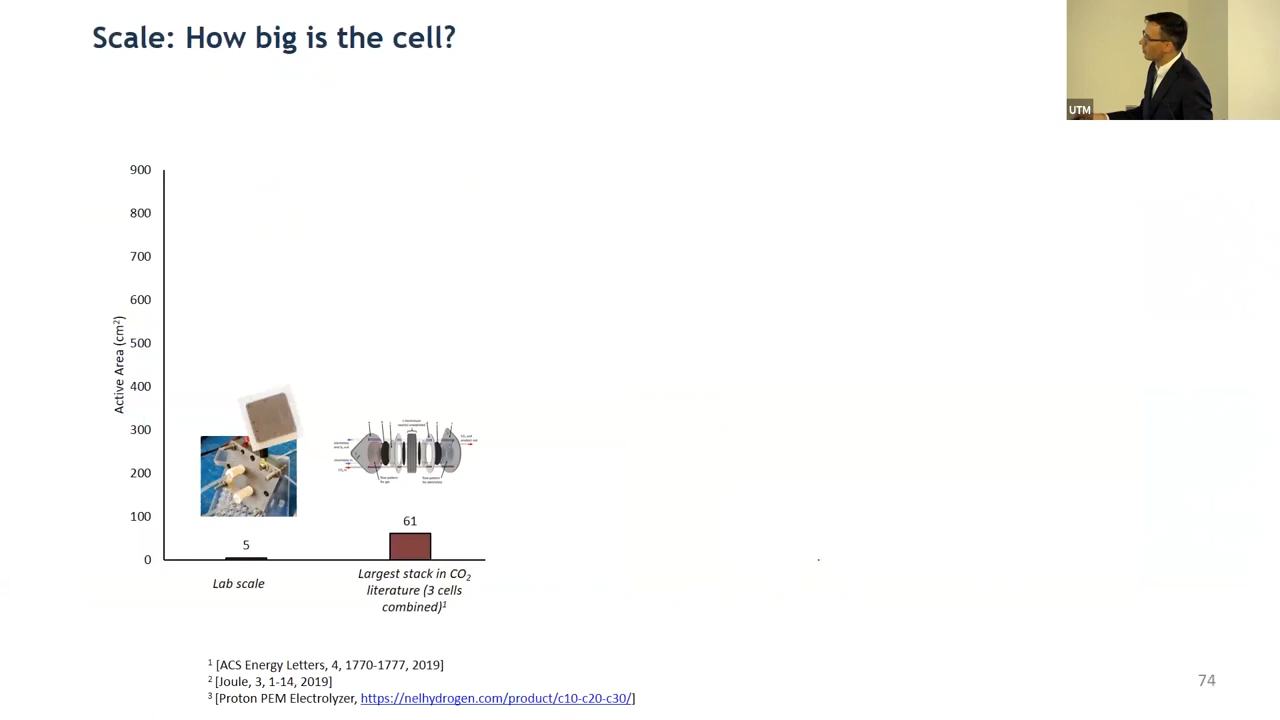 Scale: How big is the cell?
UTM
900
800
700
600
500
400
300
200
100
0
Active Area (cm²)
5
61
Lab scale
Largest stack in CO₂
literature (3 cells
combined)¹
¹ [ACS Energy Letters, 4, 1770-1777, 2019]
² [Joule, 3, 1-14, 2019]
³ [Proton PEM Electrolyzer, https://nelhydrogen.com/product/c10-c20-c30/]
74